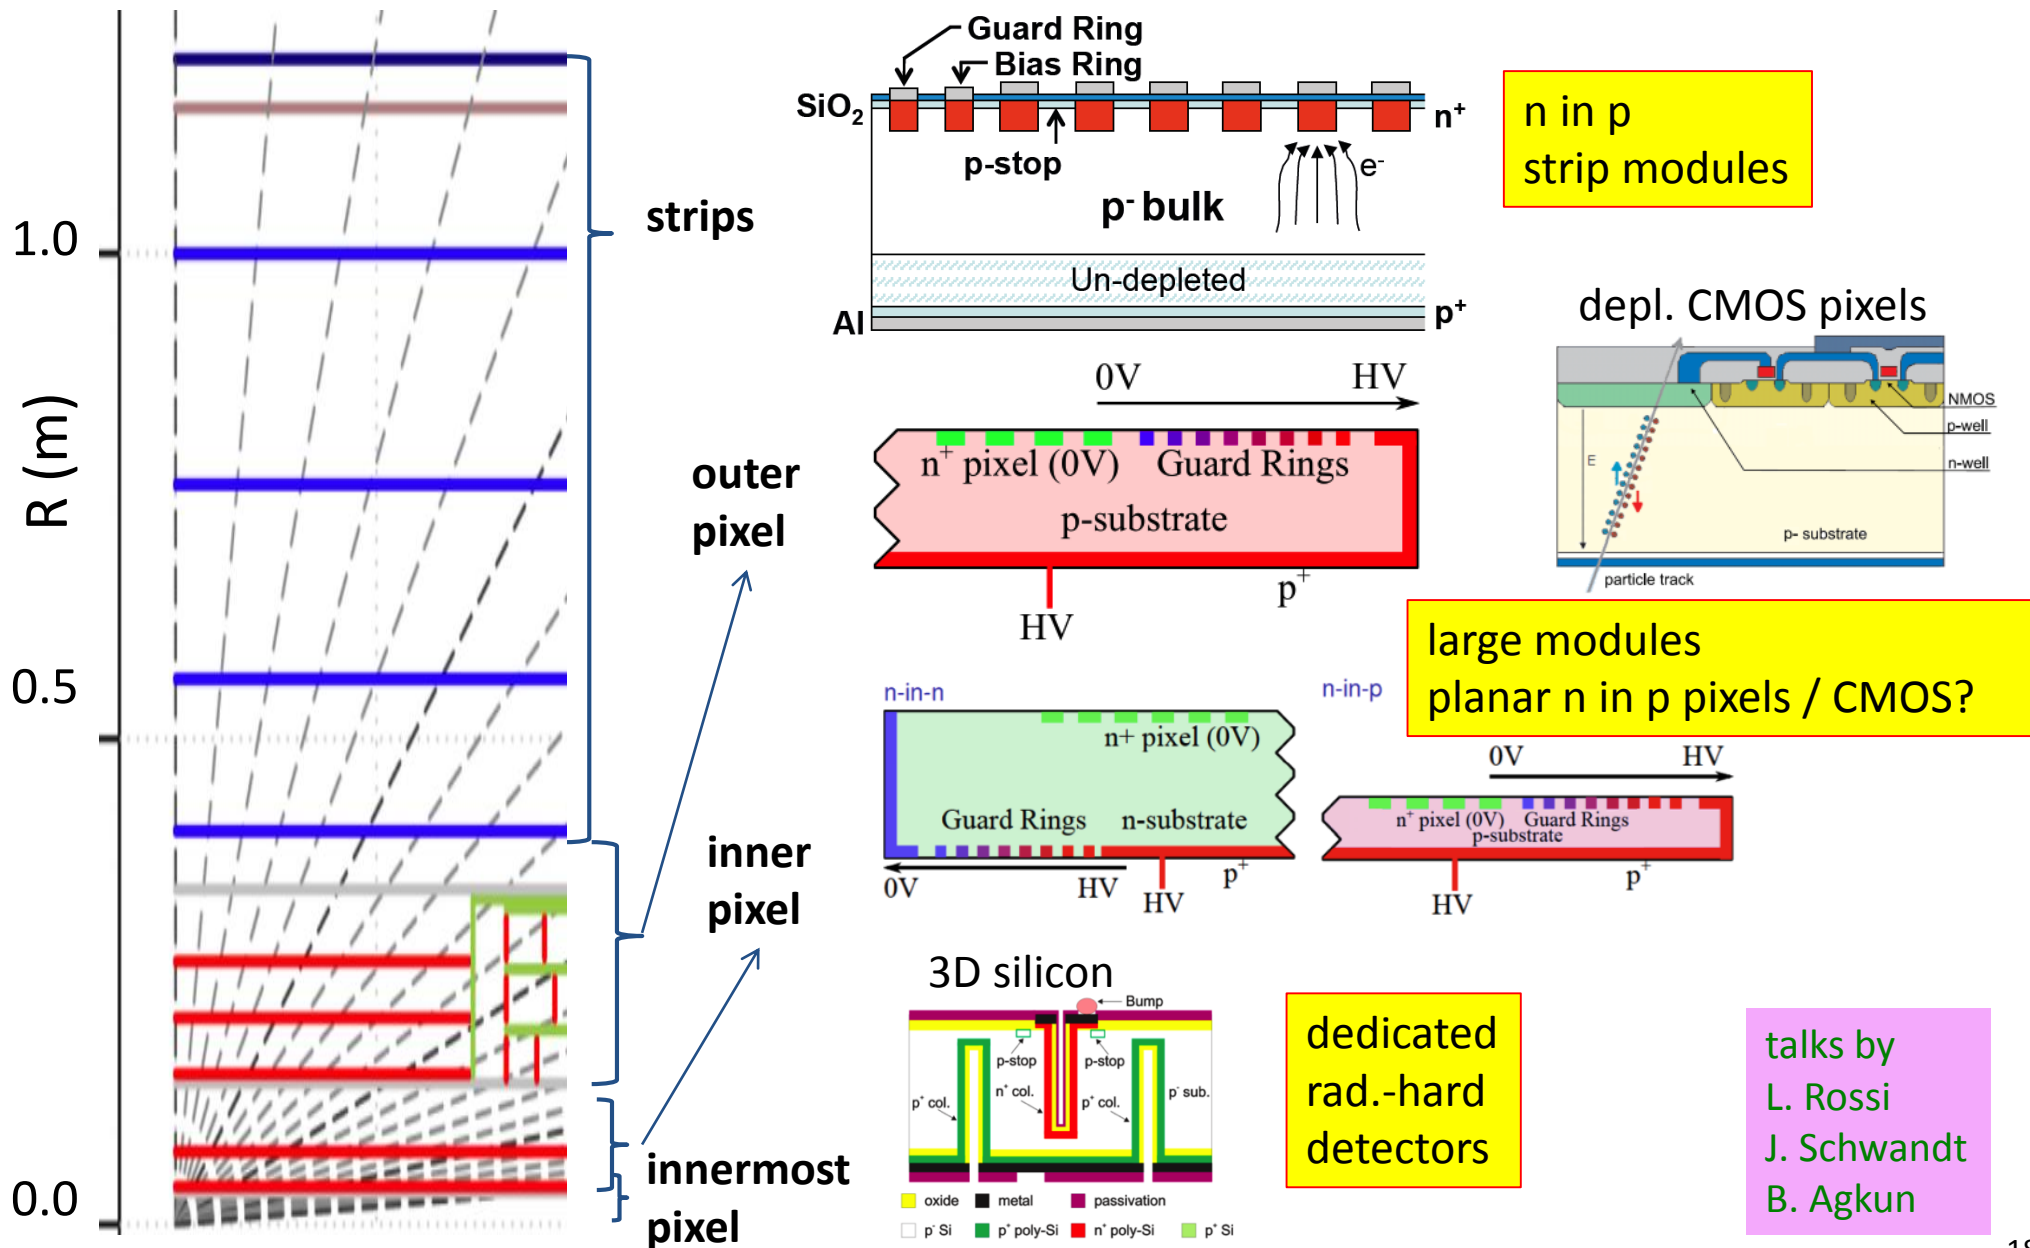 R (m)
1.0
0.5
0.0
strips
outer
pixel
inner
pixel
innermost
pixel
Guard Ring
Bias Ring
SiO₂
n⁺
p-stop
e⁻
p⁻ bulk
Un-depleted
Al
p⁺
n in p
strip modules
depl. CMOS pixels
NMOS
p-well
n-well
E
p- substrate
particle track
0V HV
n⁺ pixel (0V) Guard Rings
p-substrate
p⁺
HV
large modules
planar n in p pixels / CMOS?
n-in-n
n+ pixel (0V)
Guard Rings n-substrate
0V HV HV p⁺
n-in-p
0V HV
n⁺ pixel (0V) Guard Rings
p-substrate
HV p⁺
3D silicon
Bump
p-stop p-stop
p⁺ col. n⁺ col. p⁺ col. p⁻ sub.
oxide metal passivation
p⁻ Si p⁺ poly-Si n⁺ poly-Si p⁺ Si
dedicated
rad.-hard
detectors
talks by
L. Rossi
J. Schwandt
B. Agkun